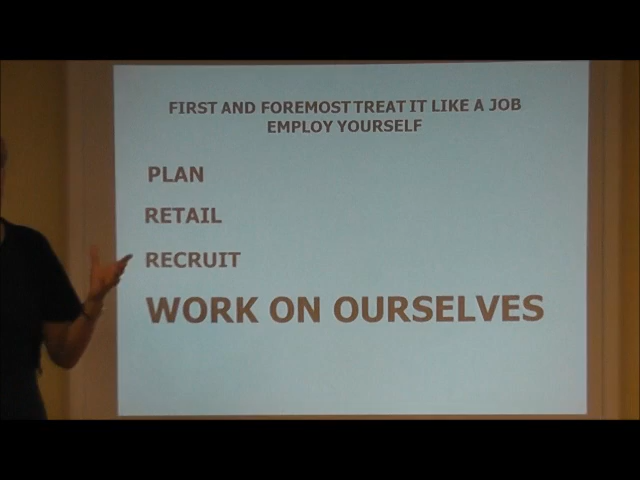 FIRST AND FOREMOST TREAT IT LIKE A JOB
EMPLOY YOURSELF
PLAN
RETAIL
RECRUIT
WORK ON OURSELVES